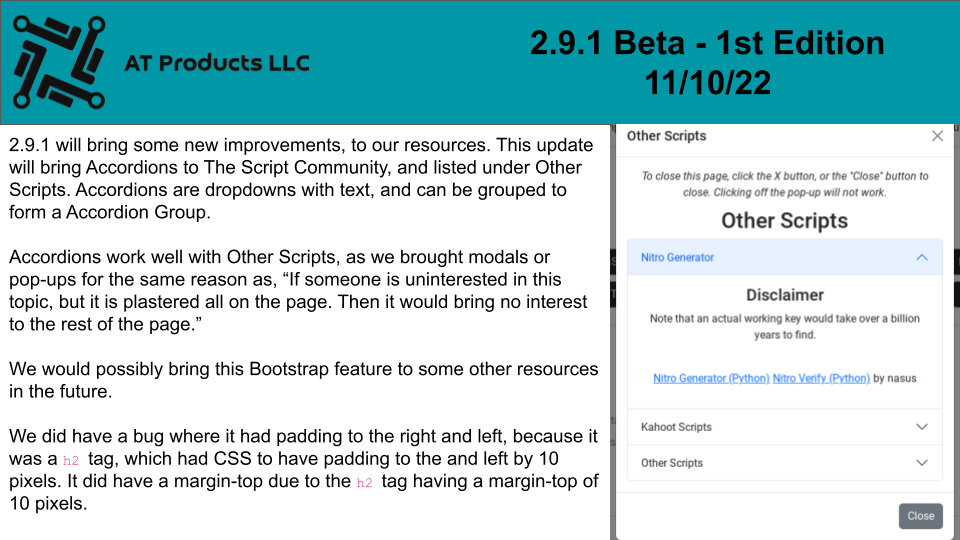 AT Products LLC
2.9.1 Beta - 1st Edition
11/10/22
2.9.1 will bring some new improvements, to our resources. This update
will bring Accordions to The Script Community, and listed under Other
Scripts. Accordions are dropdowns with text, and can be grouped to
form a Accordion Group.
Accordions work well with Other Scripts, as we brought modals or
pop-ups for the same reason as, “If someone is uninterested in this
topic, but it is plastered all on the page. Then it would bring no interest
to the rest of the page.”
We would possibly bring this Bootstrap feature to some other resources
in the future.
We did have a bug where it had padding to the right and left, because it
was a h2 tag, which had CSS to have padding to the and left by 10
pixels. It did have a margin-top due to the h2 tag having a margin-top of
10 pixels.
Other Scripts
To close this page, click the X button, or the "Close" button to
close. Clicking off the pop-up will not work.
Other Scripts
Nitro Generator
Disclaimer
Note that an actual working key would take over a billion
years to find.
Nitro Generator (Python) Nitro Verify (Python) by nasus
Kahoot Scripts
Other Scripts
Close